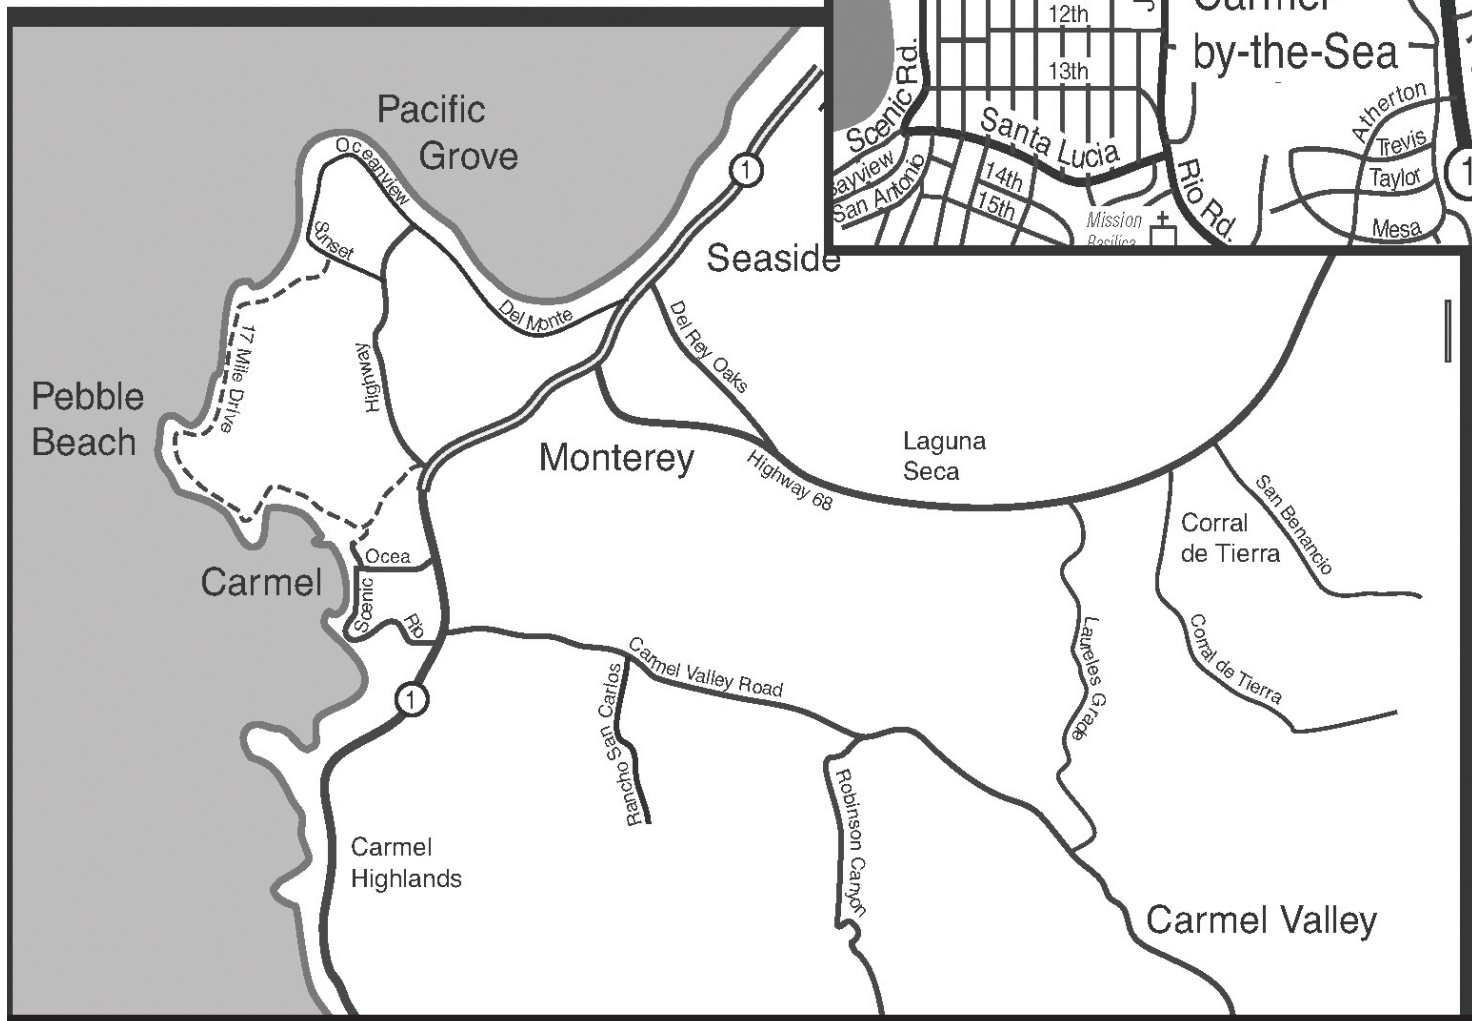 12th
Carmel
by-the-Sea
13th
Scenic Rd.
Santa Lucia
Atherton
Trevis
1
Taylor
Mesa
Bayview
San Antonio
14th
15th
Rio Rd.
Mission
Basilica
Pacific
Grove
Oceanview
1
Sunset
Seaside
Del Monte
17 Mile Drive
Highway
Del Rey Oaks
Pebble
Beach
Monterey
Laguna
Seca
Highway 68
San Benancio
Corral
de Tierra
Ocea
Carmel
Scenic
Rio
Carmel Valley Road
Rancho San Carlos
Laureles Grade
Corral de Tierra
1
Robinson Canyon
Carmel
Highlands
Carmel Valley